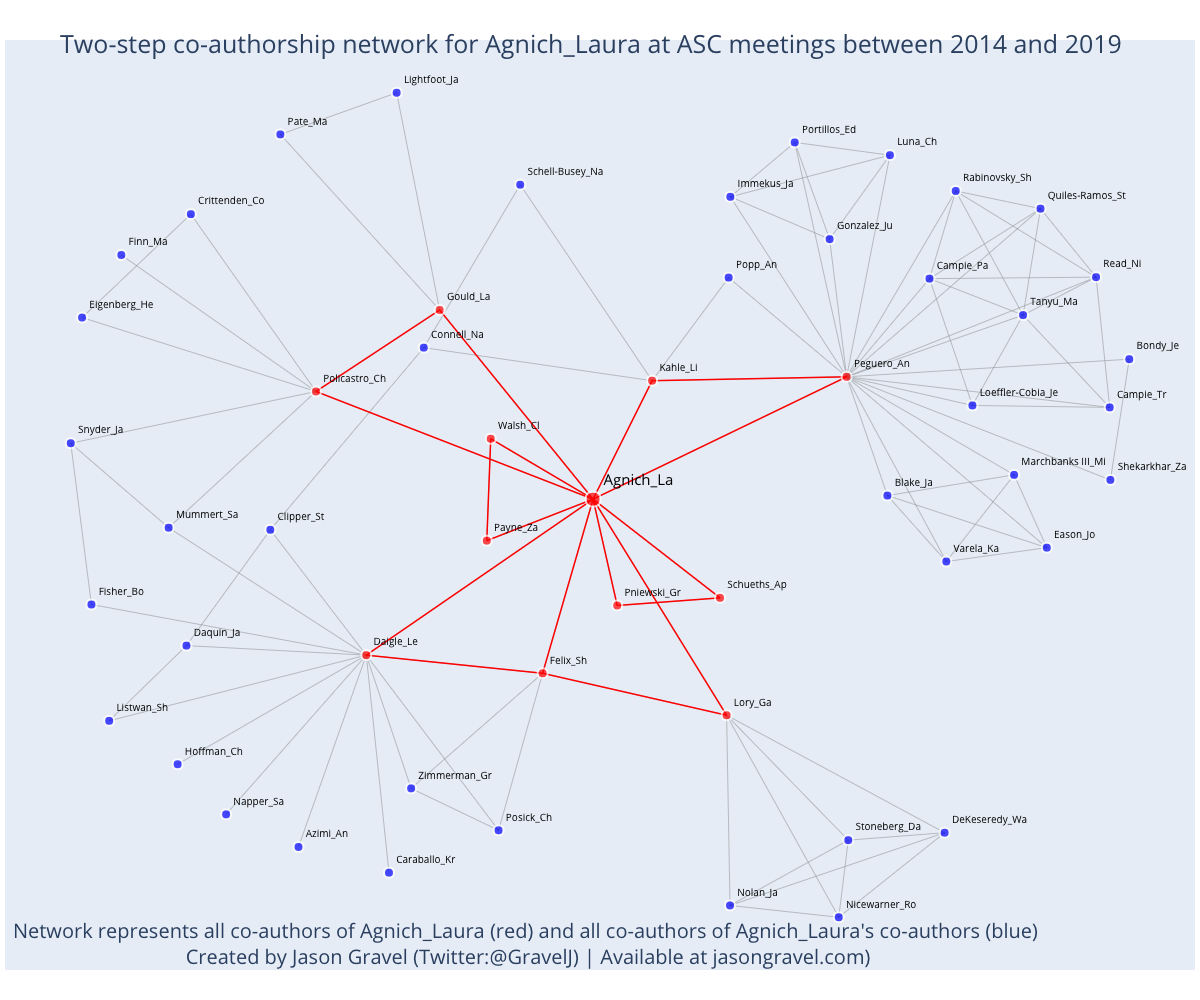 Two-step co-authorship network for Agnich_Laura at ASC meetings between 2014 and 2019
Lightfoot_Ja
Pate_Ma
Portillos_Ed
Luna_Ch
Schell-Busey_Na
Immekus_Ja
Rabinovsky_Sh
Quiles-Ramos_St
Crittenden_Co
Gonzalez_Ju
Finn_Ma
Popp_An
Campie_Pa
Read_Ni
Eigenberg_He
Gould_La
Tanyu_Ma
Connell_Na
Bondy_Je
Kahle_Li
Peguero_An
Policastro_Ch
Loeffler-Cobia_Je
Campie_Tr
Walsh_Cl
Snyder_Ja
Marchbanks III_Mi
Shekarkhar_Za
Agnich_La
Blake_Ja
Mummert_Sa
Clipper_St
Payne_Za
Eason_Jo
Varela_Ka
Fisher_Bo
Pniewski_Gr
Schueths_Ap
Daquin_Ja
Daigle_Le
Felix_Sh
Listwan_Sh
Lory_Ga
Hoffman_Ch
Zimmerman_Gr
Napper_Sa
Posick_Ch
Azimi_An
Stoneberg_Da
DeKeseredy_Wa
Caraballo_Kr
Nolan_Ja
Nicewarner_Ro
Network represents all co-authors of Agnich_Laura (red) and all co-authors of Agnich_Laura's co-authors (blue)
Created by Jason Gravel (Twitter:@GravelJ) | Available at jasongravel.com)